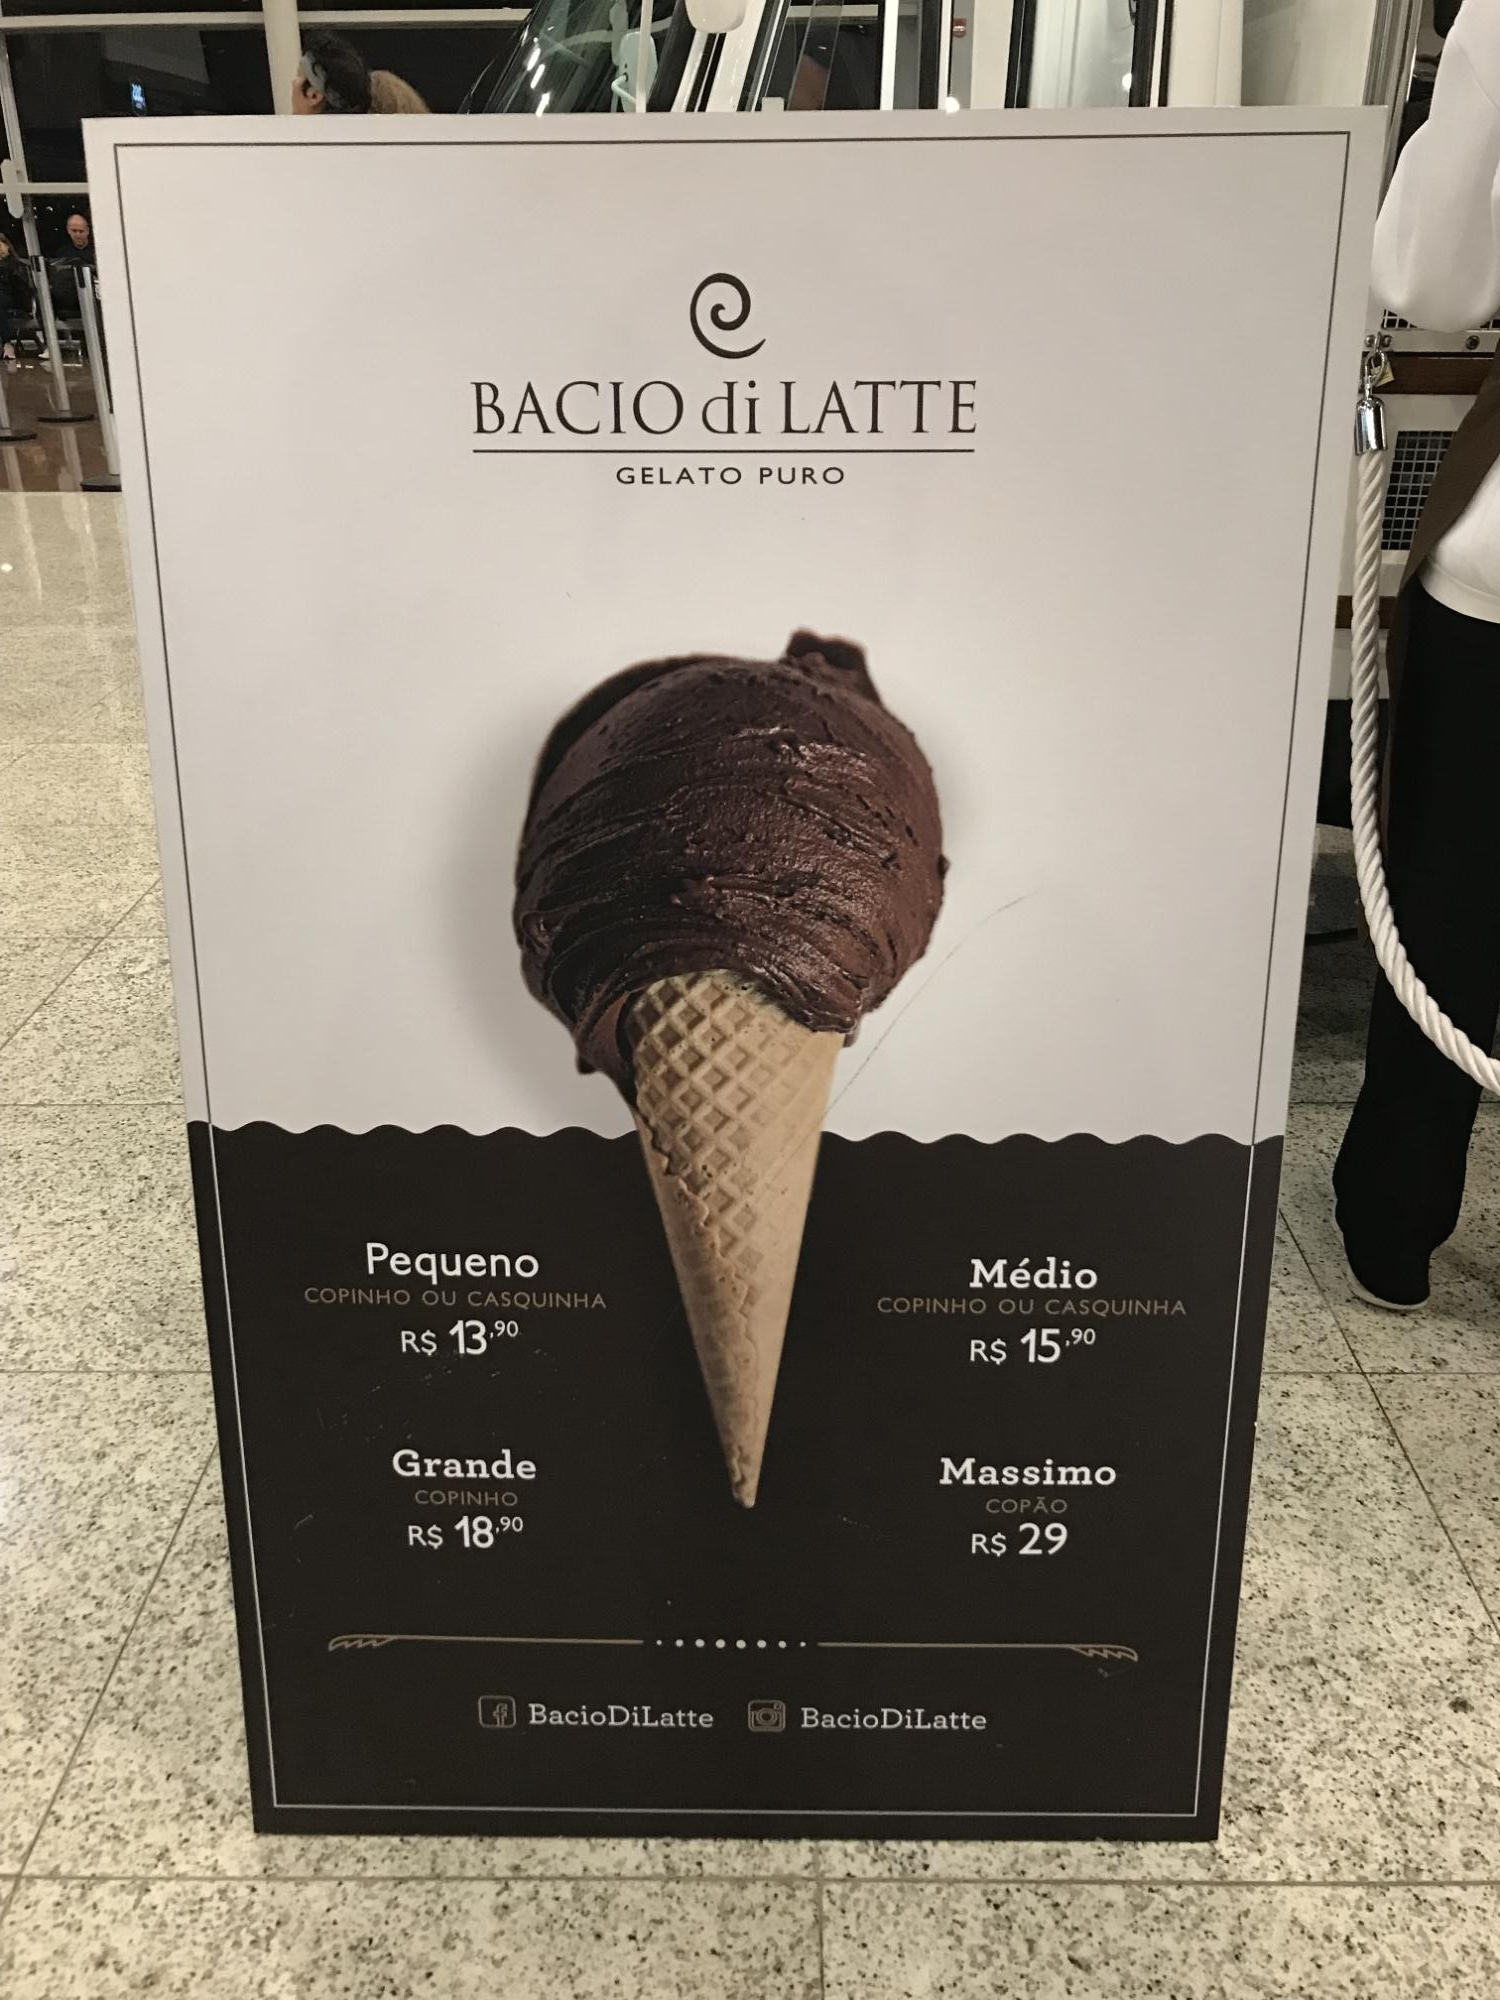 BACIO di LATTE
GELATO PURO
Pequeno
COPINHO OU CASQUINHA
R$ 13,90
Médio
COPINHO OU CASQUINHA
R$ 15,90
Grande
COPINHO
R$ 18,90
Massimo
COPÃO
R$ 29
BacioDiLatte BacioDiLatte